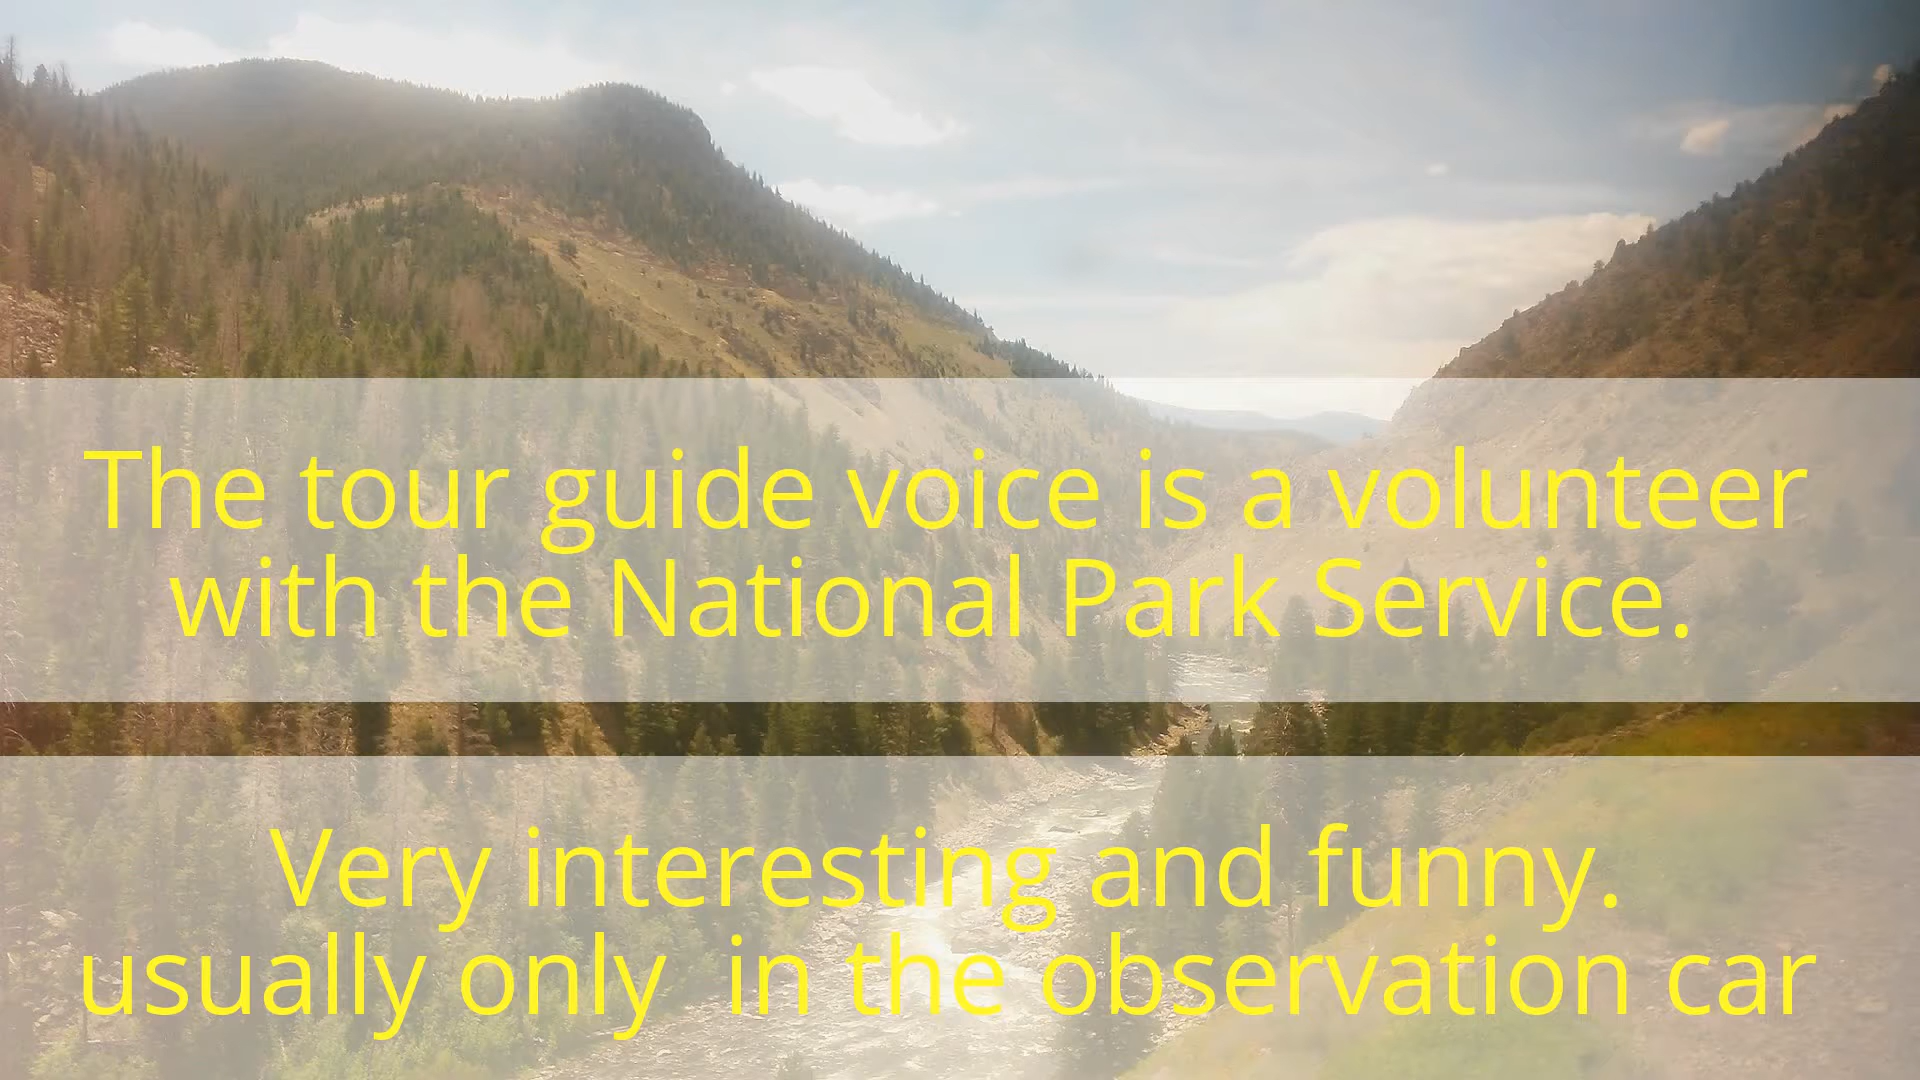 The tour guide voice is a volunteer
with the National Park Service.
Very interesting and funny.
usually only  in the observation car